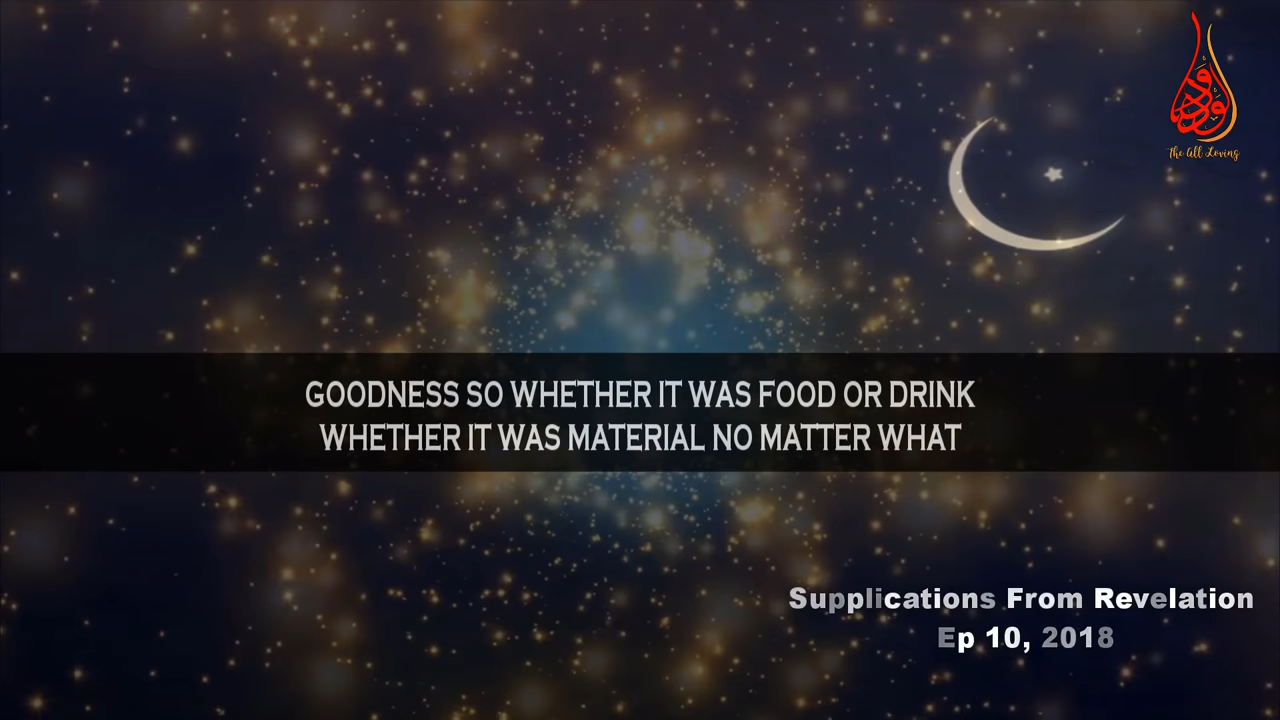 الودود
The All Loving
GOODNESS SO WHETHER IT WAS FOOD OR DRINK
WHETHER IT WAS MATERIAL NO MATTER WHAT
Supplications From Revelation
Ep 10, 2018